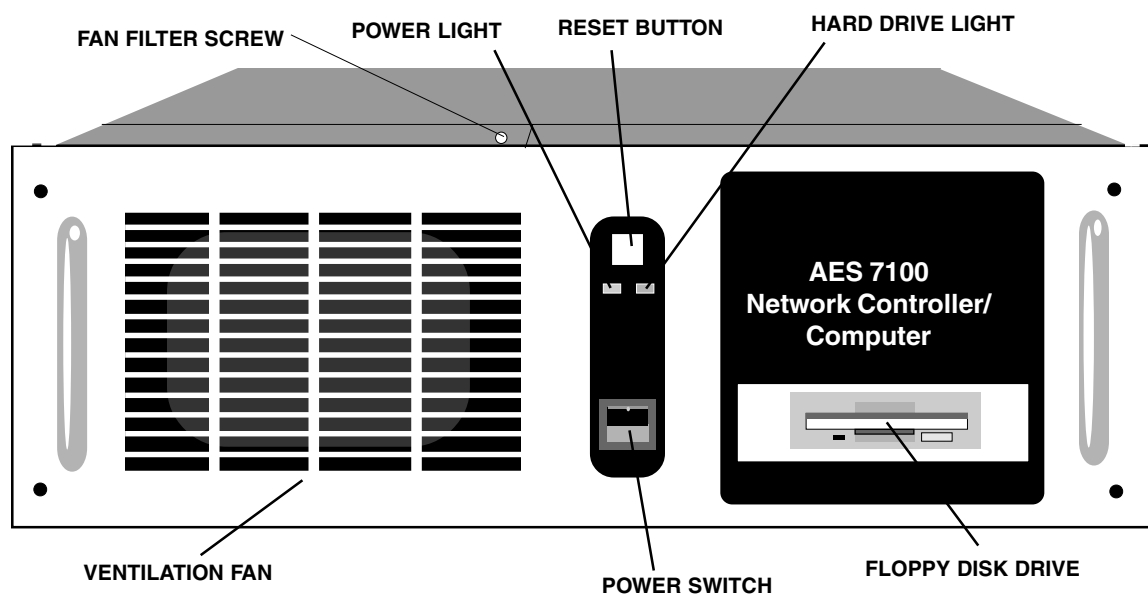 FAN FILTER SCREW
POWER LIGHT
RESET BUTTON
HARD DRIVE LIGHT
AES 7100
Network Controller/
Computer
VENTILATION FAN
POWER SWITCH
FLOPPY DISK DRIVE